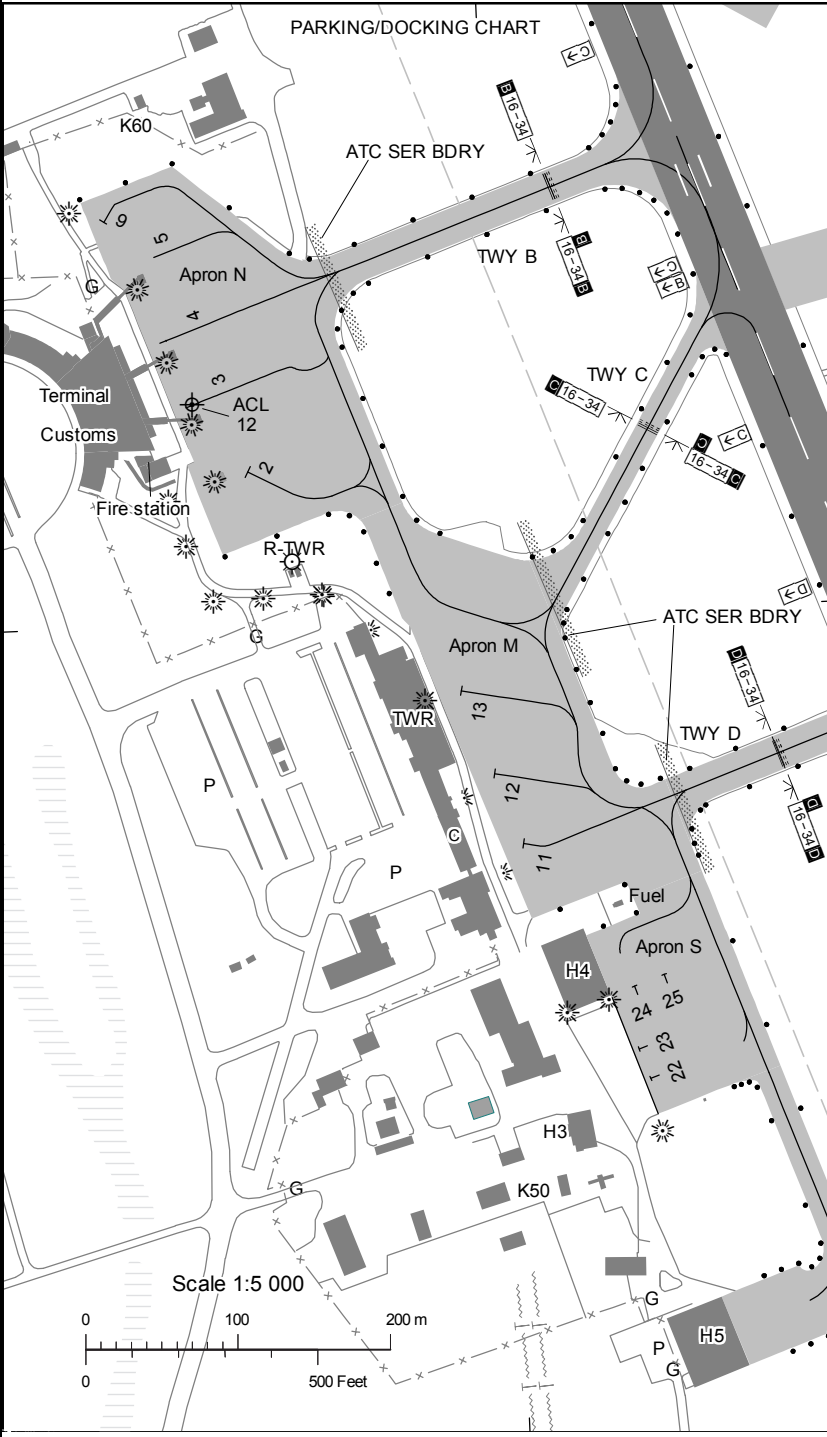 PARKING/DOCKING CHART
C
B 16-34
K60
ATC SER BDRY
6
5
Apron N
TWY B
B
16-34 B
C
B
G
4
3
ACL
12
Terminal
Customs
TWY C
C 16-34
C
16-34 C
C
2
Fire station
R-TWR
D
G
ATC SER BDRY
Apron M
D 16-34
13
TWR
TWY D
P
12
D
16-34 D
C
11
P
Fuel
Apron S
H4
24
25
23
22
H3
G
K50
Scale 1:5 000
0
100
200 m
0
500 Feet
G
H5
P
G